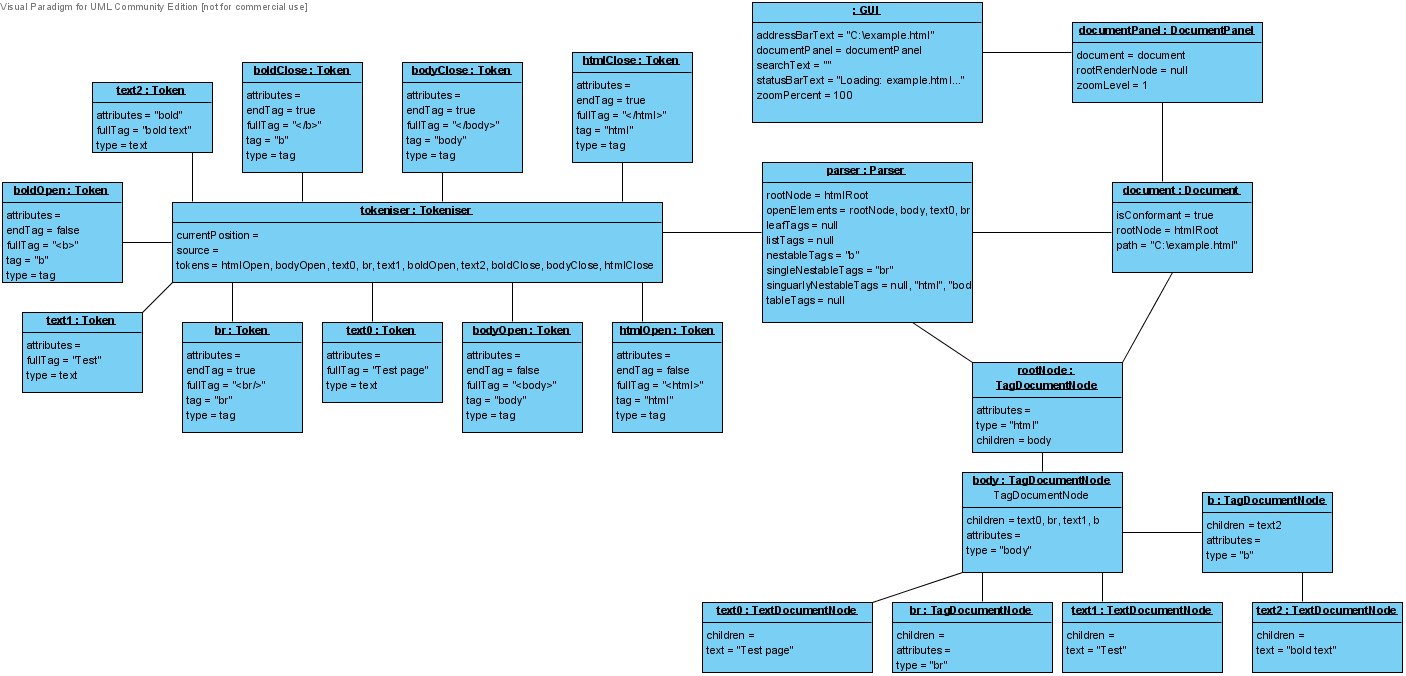 Visual Paradigm for UML Community Edition [not for commercial use]
: GUI
addressBarText = "C:\example.html"
documentPanel = documentPanel
searchText = ""
statusBarText = "Loading: example.html..."
zoomPercent = 100
documentPanel : DocumentPanel
document = document
rootRenderNode = null
zoomLevel = 1
text2 : Token
attributes = "bold"
fullTag = "bold text"
type = text
boldClose : Token
attributes =
endTag = true
fullTag = "</b>"
tag = "b"
type = tag
bodyClose : Token
attributes =
endTag = true
fullTag = "</body>"
tag = "body"
type = tag
htmlClose : Token
attributes =
endTag = true
fullTag = "</html>"
tag = "html"
type = tag
boldOpen : Token
attributes =
endTag = false
fullTag = "<b>"
tag = "b"
type = tag
tokeniser : Tokeniser
currentPosition =
source =
tokens = htmlOpen, bodyOpen, text0, br, text1, boldOpen, text2, boldClose, bodyClose, htmlClose
parser : Parser
rootNode = htmlRoot
openElements = rootNode, body, text0, br
leafTags = null
listTags = null
nestableTags = "b"
singleNestableTags = "br"
singuarlyNestableTags = null, "html", "bod
tableTags = null
document : Document
isConformant = true
rootNode = htmlRoot
path = "C:\example.html"
text1 : Token
attributes =
fullTag = "Test"
type = text
br : Token
attributes =
endTag = true
fullTag = "<br/>"
tag = "br"
type = tag
text0 : Token
attributes =
fullTag = "Test page"
type = text
bodyOpen : Token
attributes =
endTag = false
fullTag = "<body>"
tag = "body"
type = tag
htmlOpen : Token
attributes =
endTag = false
fullTag = "<html>"
tag = "html"
type = tag
rootNode :
TagDocumentNode
attributes =
type = "html"
children = body
body : TagDocumentNode
TagDocumentNode
children = text0, br, text1, b
attributes =
type = "body"
b : TagDocumentNode
children = text2
attributes =
type = "b"
text0 : TextDocumentNode
children =
text = "Test page"
br : TagDocumentNode
children =
attributes =
type = "br"
text1 : TextDocumentNode
children =
text = "Test"
text2 : TextDocumentNode
children =
text = "bold text"